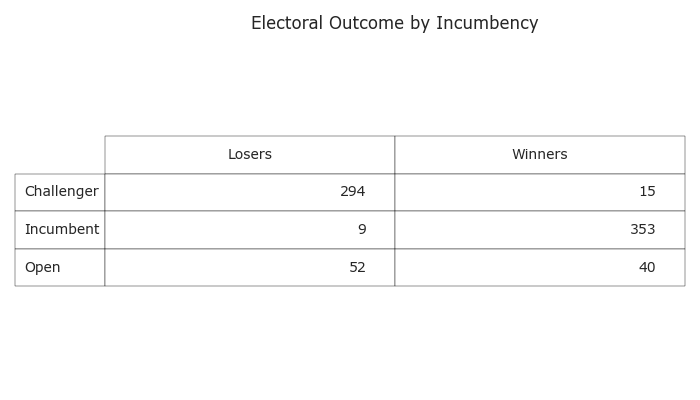 Electoral Outcome by Incumbency
Losers Winners
Challenger 294 15
Incumbent 9 353
Open 52 40